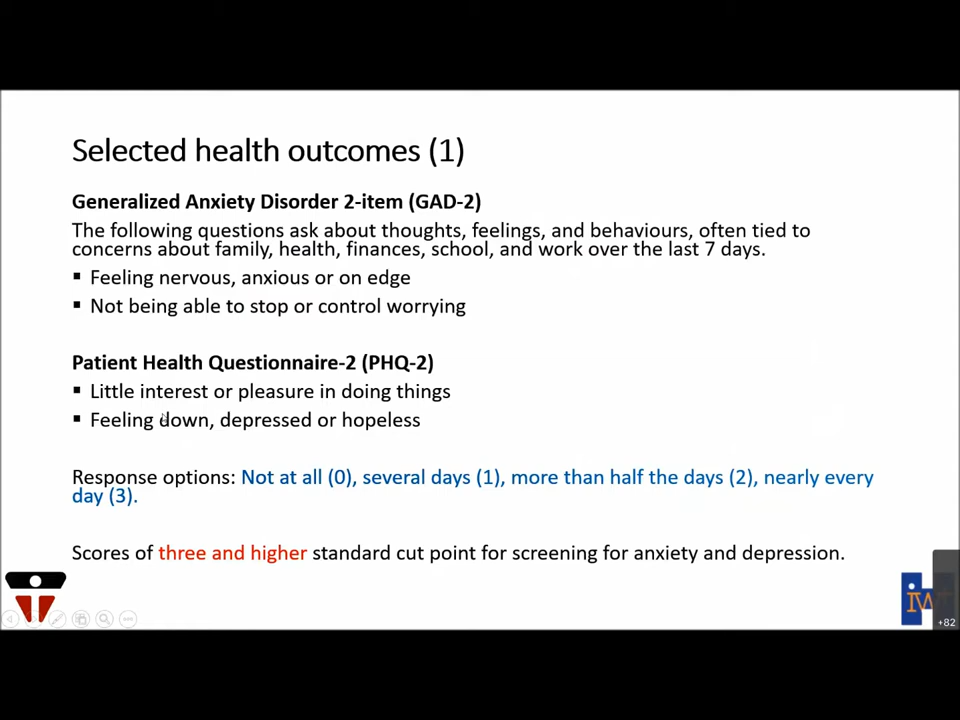 Selected health outcomes (1)
Generalized Anxiety Disorder 2-item (GAD-2)
The following questions ask about thoughts, feelings, and behaviours, often tied to
concerns about family, health, finances, school, and work over the last 7 days.
▪ Feeling nervous, anxious or on edge
▪ Not being able to stop or control worrying
Patient Health Questionnaire-2 (PHQ-2)
▪ Little interest or pleasure in doing things
▪ Feeling down, depressed or hopeless
Response options: Not at all (0), several days (1), more than half the days (2), nearly every
day (3).
Scores of three and higher standard cut point for screening for anxiety and depression.
+82